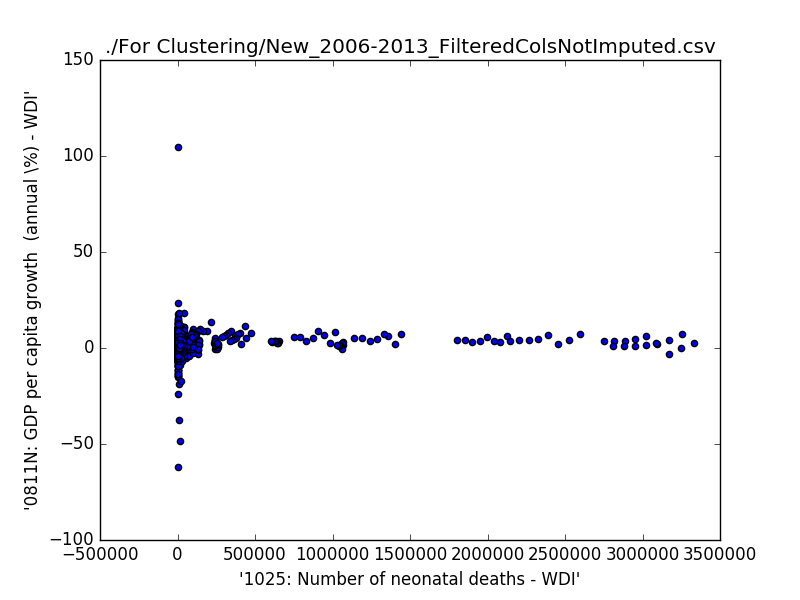 ./For Clustering/New_2006-2013_FilteredColsNotImputed.csv
150
100
50
0
−50
−100
'0811N: GDP per capita growth  (annual \%) - WDI'
−500000 0 500000 1000000 1500000 2000000 2500000 3000000 3500000
'1025: Number of neonatal deaths - WDI'